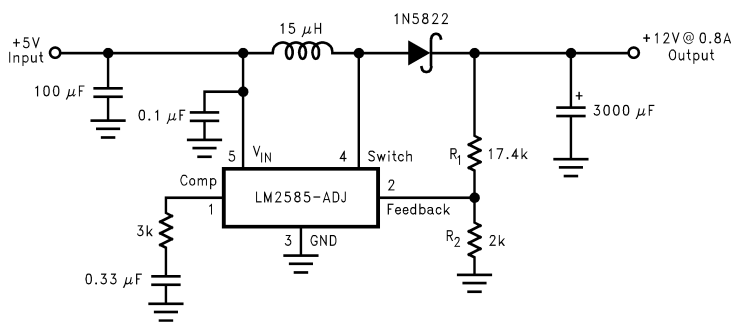 1N5822
+5V
Input
15 μH
+12V@0.8A
Output
100 μF
0.1 μF
+
3000 μF
5
VIN
4
Switch
R1
17.4k
Comp
1
LM2585-ADJ
2
Feedback
3k
3
GND
R2
2k
0.33 μF